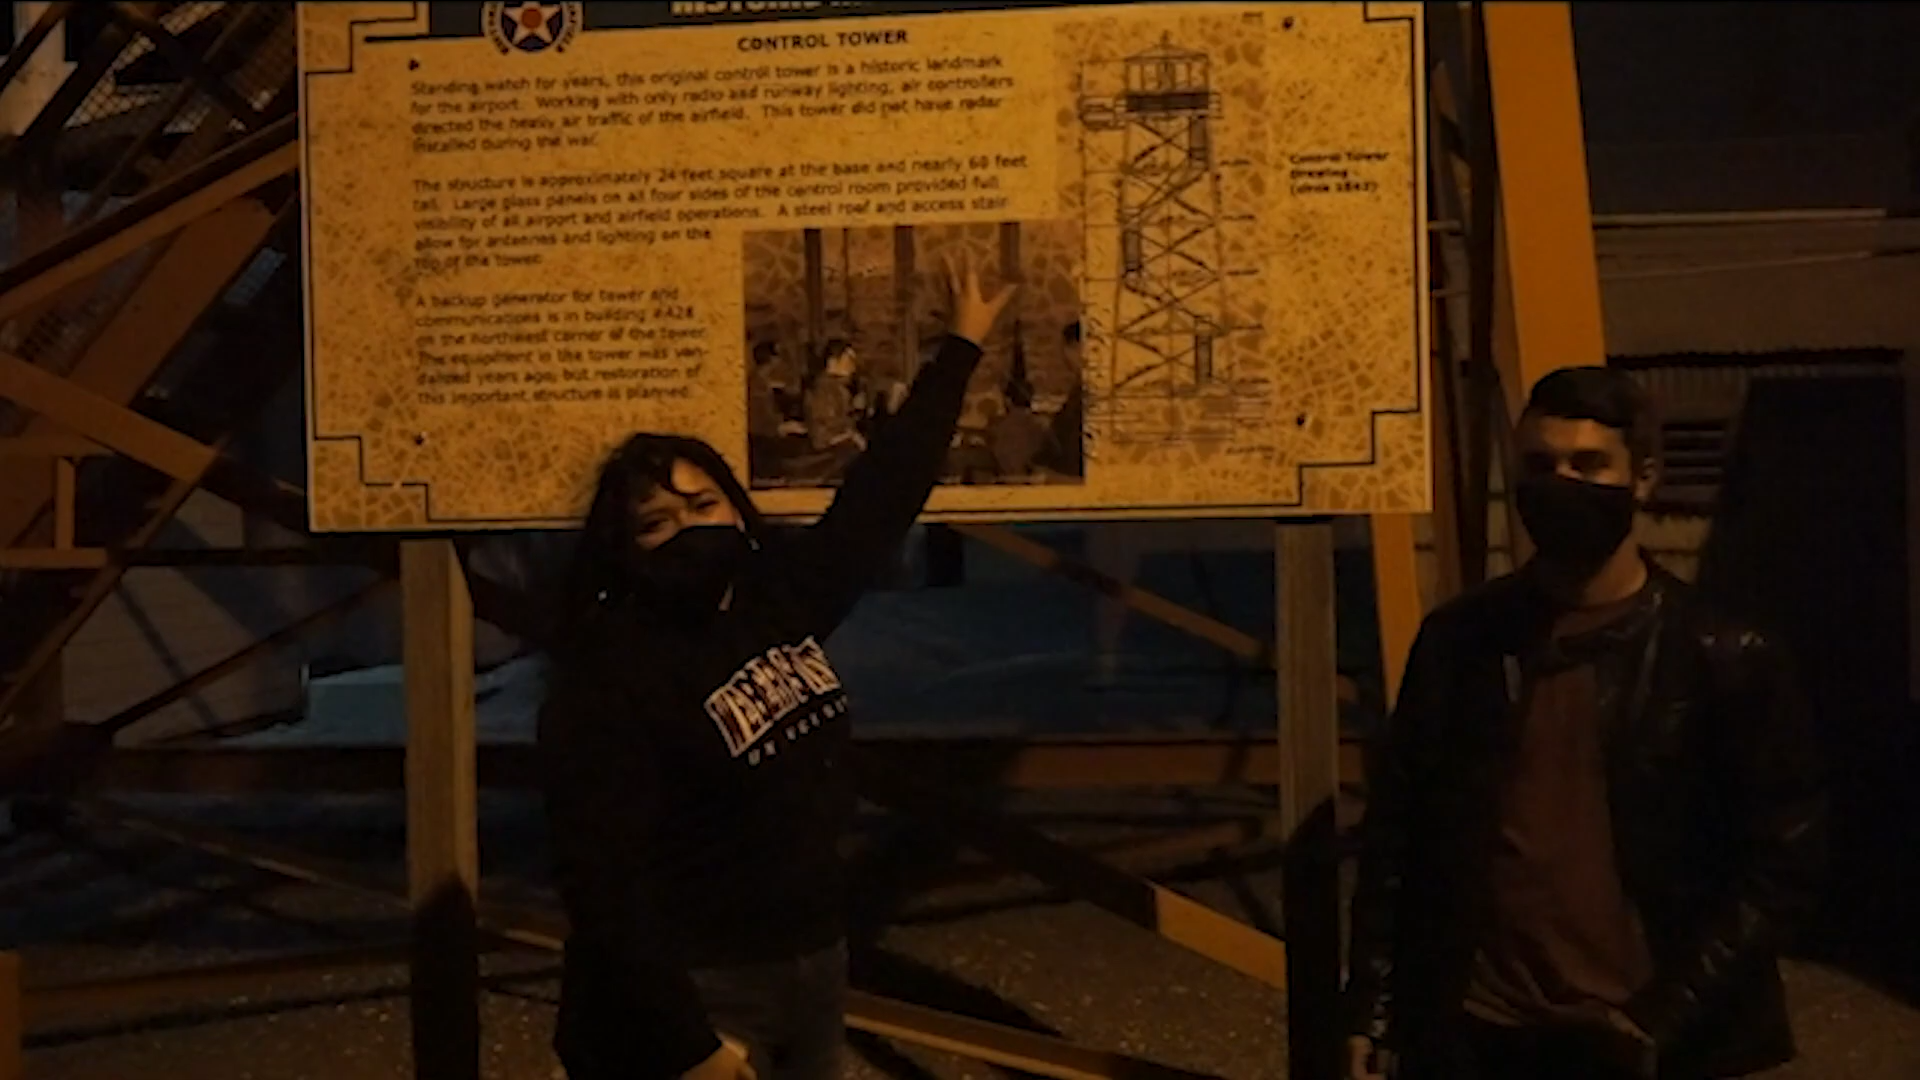 CONTROL TOWER
Standing watch for years, this original control tower is a historic landmark
for the airport. Working with only radio and runway lighting, air controllers
directed the heavy air traffic of the airfield. This tower did not have radar
installed during the war.
The structure is approximately 24 feet square at the base and nearly 60 feet
tall. Large glass panels on all four sides of the control room provided full
visibility of all airport and airfield operations. A steel roof and access stair
allow for antennas and lighting on the
top of the tower.
A backup generator for tower and
communications is in building #A28
on the northwest corner of the tower.
The equipment in the tower was van-
dalized years ago, but restoration of
this important structure is planned.
Control Tower
Drawing
(circa 1942)